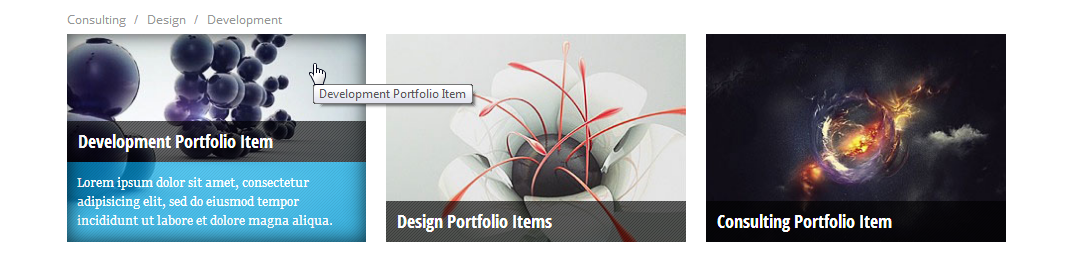 Consulting / Design / Development
Development Portfolio Item
Development Portfolio Item
Lorem ipsum dolor sit amet, consectetur
adipisicing elit, sed do eiusmod tempor
incididunt ut labore et dolore magna aliqua.
Design Portfolio Items
Consulting Portfolio Item